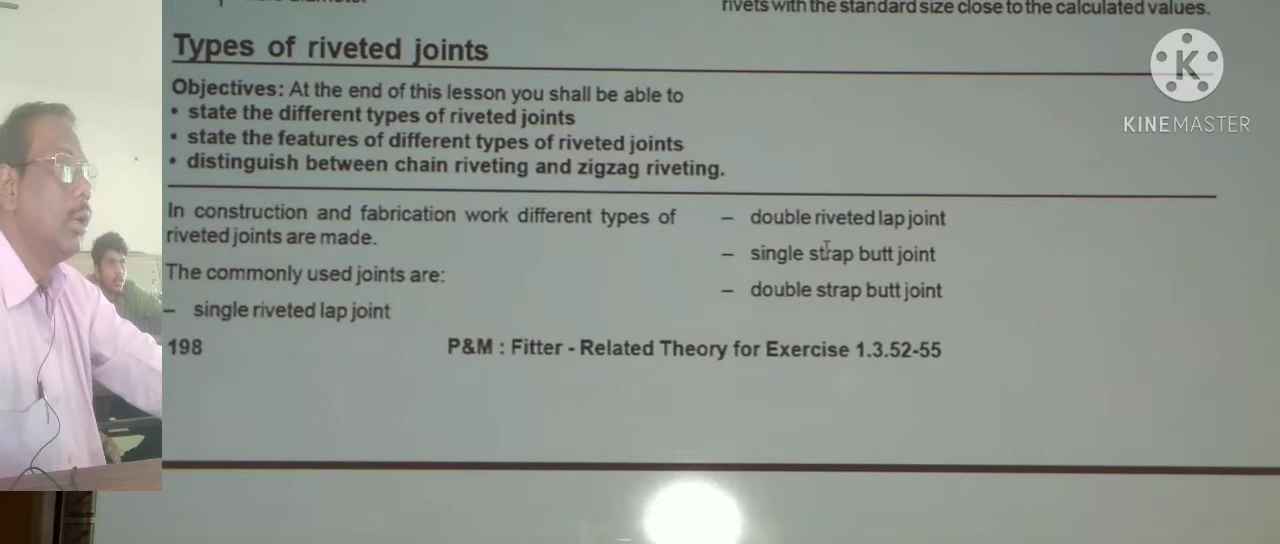 rivets with the standard size close to the calculated values.
Types of riveted joints
Objectives: At the end of this lesson you shall be able to
• state the different types of riveted joints
• state the features of different types of riveted joints
• distinguish between chain riveting and zigzag riveting.
In construction and fabrication work different types of
riveted joints are made.
The commonly used joints are:
– single riveted lap joint
– double riveted lap joint
– single strap butt joint
– double strap butt joint
198
P&M : Fitter - Related Theory for Exercise 1.3.52-55
K
KINEMASTER